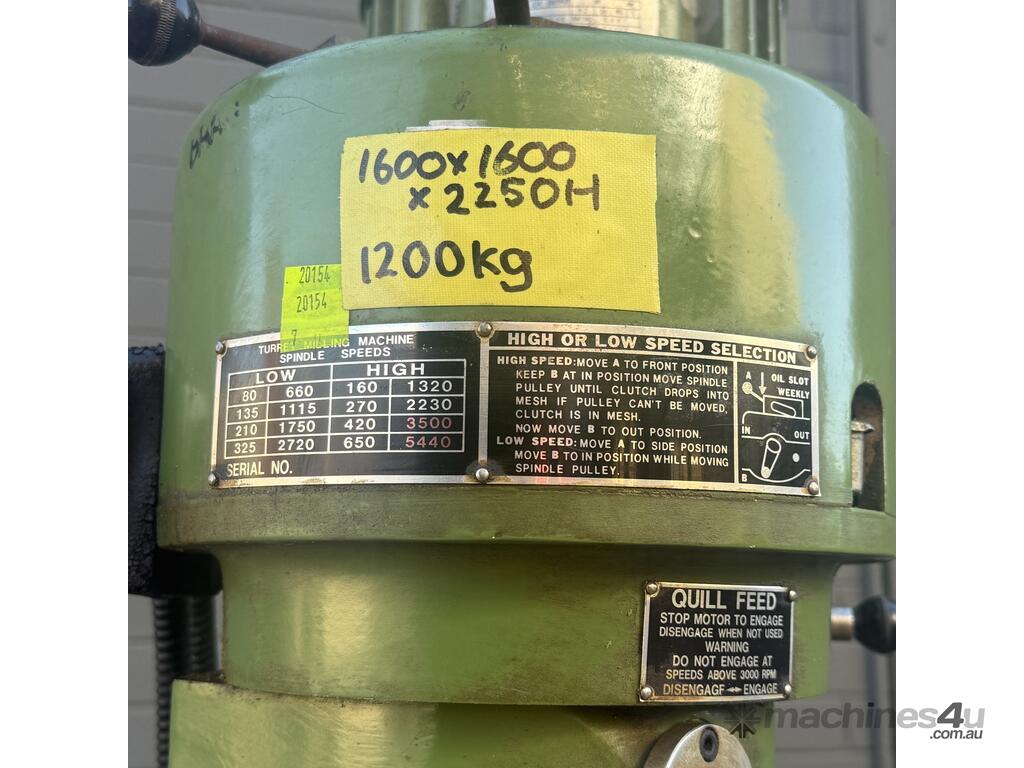 1600x1600
x2250H
1200kg
20154
20154
7
TURRET MILLING MACHINE
SPINDLE SPEEDS
LOW HIGH
80 660 160 1320
135 1115 270 2230
210 1750 420 3500
325 2720 650 5440
SERIAL NO.
HIGH OR LOW SPEED SELECTION
HIGH SPEED:MOVE A TO FRONT POSITION
KEEP B AT IN POSITION MOVE SPINDLE
PULLEY UNTIL CLUTCH DROPS INTO
MESH IF PULLEY CAN'T BE MOVED,
CLUTCH IS IN MESH.
NOW MOVE B TO OUT POSITION.
LOW SPEED:MOVE A TO SIDE POSITION
MOVE B TO IN POSITION WHILE MOVING
SPINDLE PULLEY.
A OIL SLOT
WEEKLY
IN OUT
B
QUILL FEED
STOP MOTOR TO ENGAGE
DISENGAGE WHEN NOT USED
WARNING
DO NOT ENGAGE AT
SPEEDS ABOVE 3000 RPM
DISENGAGE ENGAGE
machines4u
.com.au